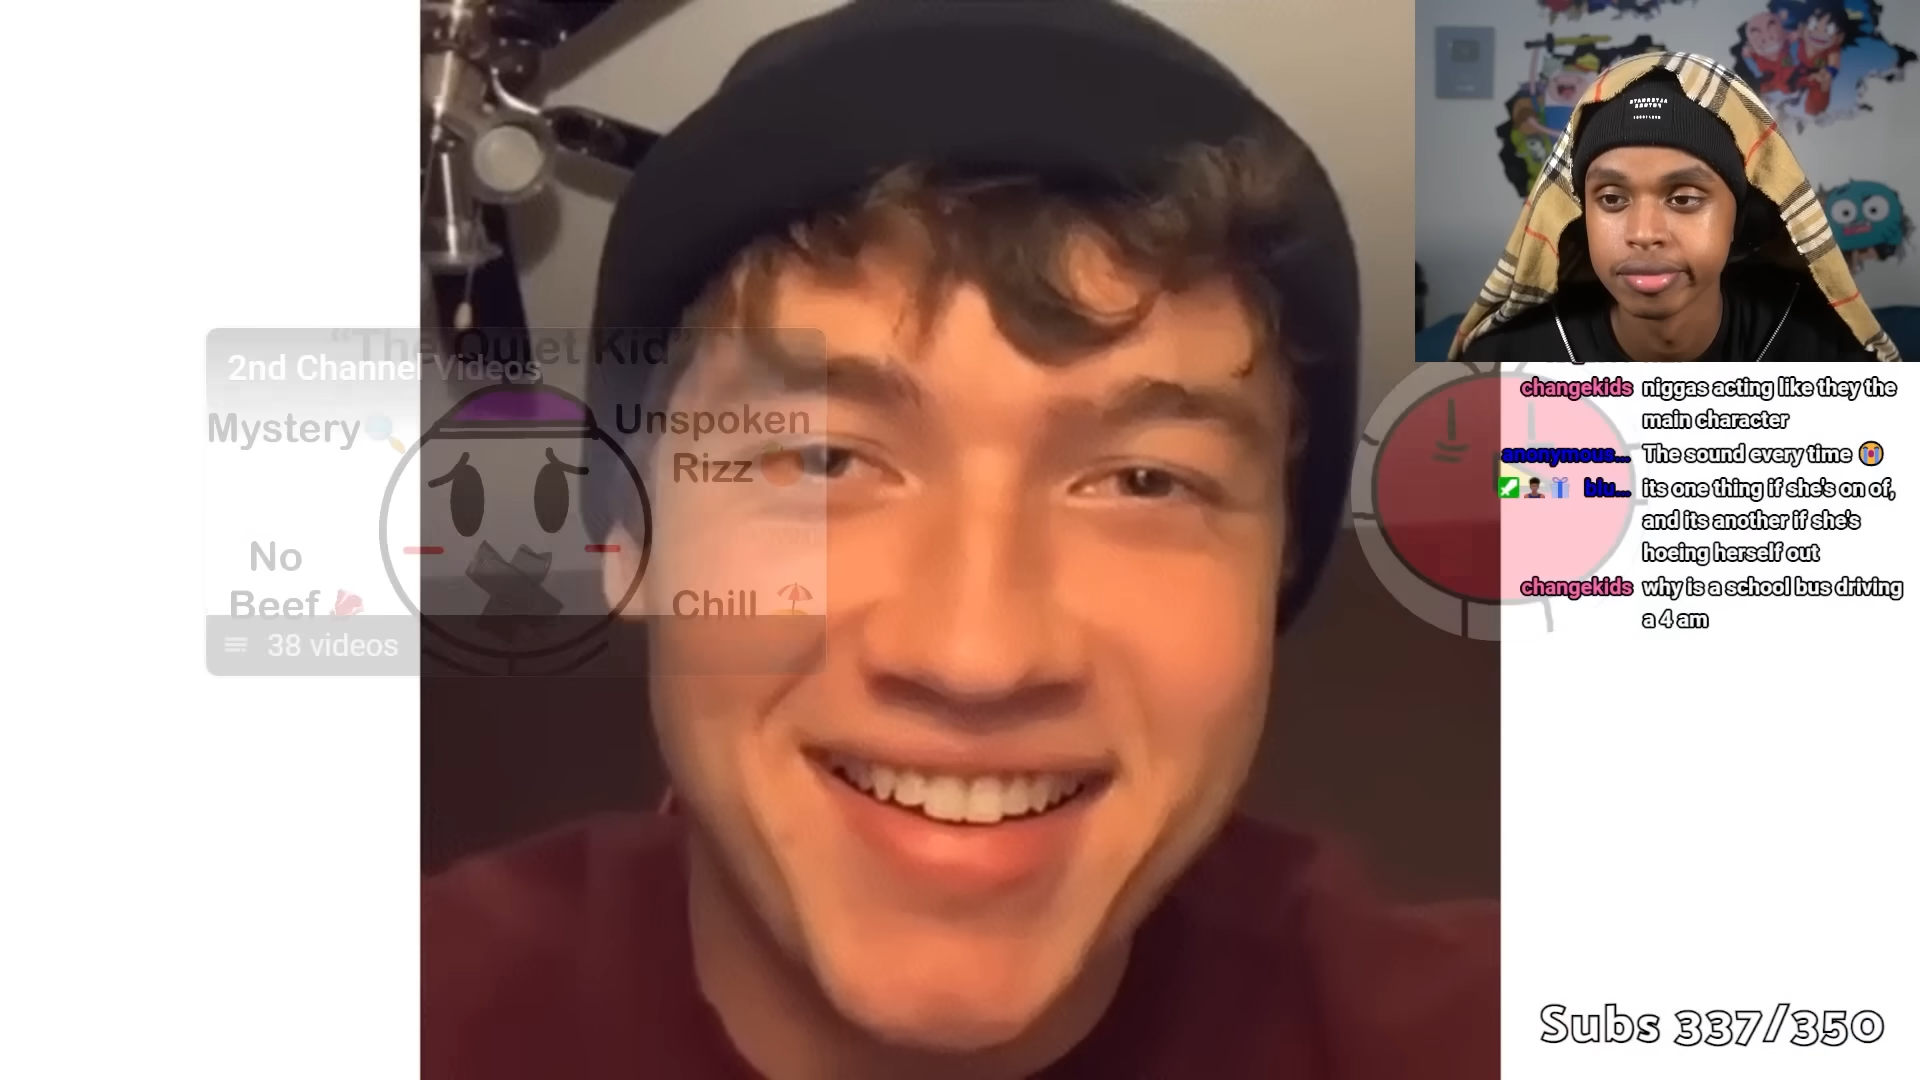 “The Quiet Kid”
2nd Channel Videos
Mystery
Unspoken
Rizz
No
Beef
Chill
38 videos
changekids niggas acting like they the
main character
anonymous... The sound every time
blu... its one thing if she's on of,
and its another if she's
hoeing herself out
changekids why is a school bus driving
a 4 am
Subs 337/350